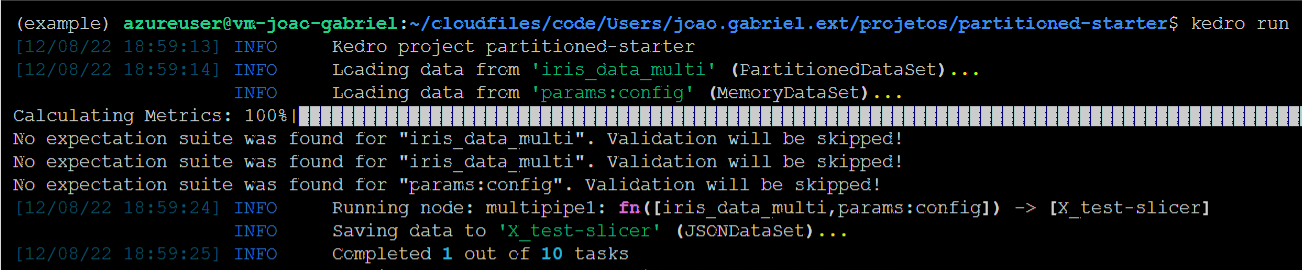 (example) azureuser@vm-joao-gabriel:~/cloudfiles/code/Users/joao.gabriel.ext/projetos/partitioned-starter$ kedro run
[12/08/22 18:59:13] INFO Kedro project partitioned-starter
[12/08/22 18:59:14] INFO Loading data from 'iris_data_multi' (PartitionedDataSet)...
INFO Loading data from 'params:config' (MemoryDataSet)...
Calculating Metrics: 100%|
No expectation suite was found for "iris_data_multi". Validation will be skipped!
No expectation suite was found for "iris_data_multi". Validation will be skipped!
No expectation suite was found for "params:config". Validation will be skipped!
[12/08/22 18:59:24] INFO Running node: multipipe1: fn([iris_data_multi,params:config]) -> [X_test-slicer]
INFO Saving data to 'X_test-slicer' (JSONDataSet)...
[12/08/22 18:59:25] INFO Completed 1 out of 10 tasks